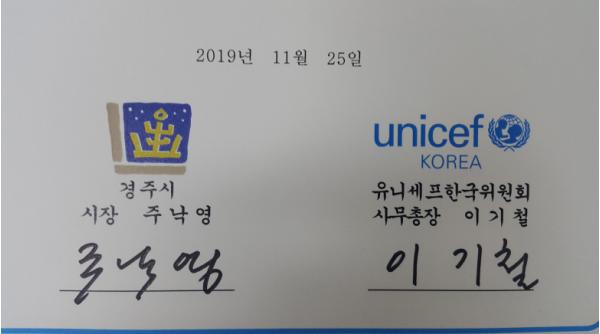 2019년 11월 25일
unicef
KOREA
경주시
시장 주낙영
유니세프한국위원회
사무총장 이기철
주낙영
이기철